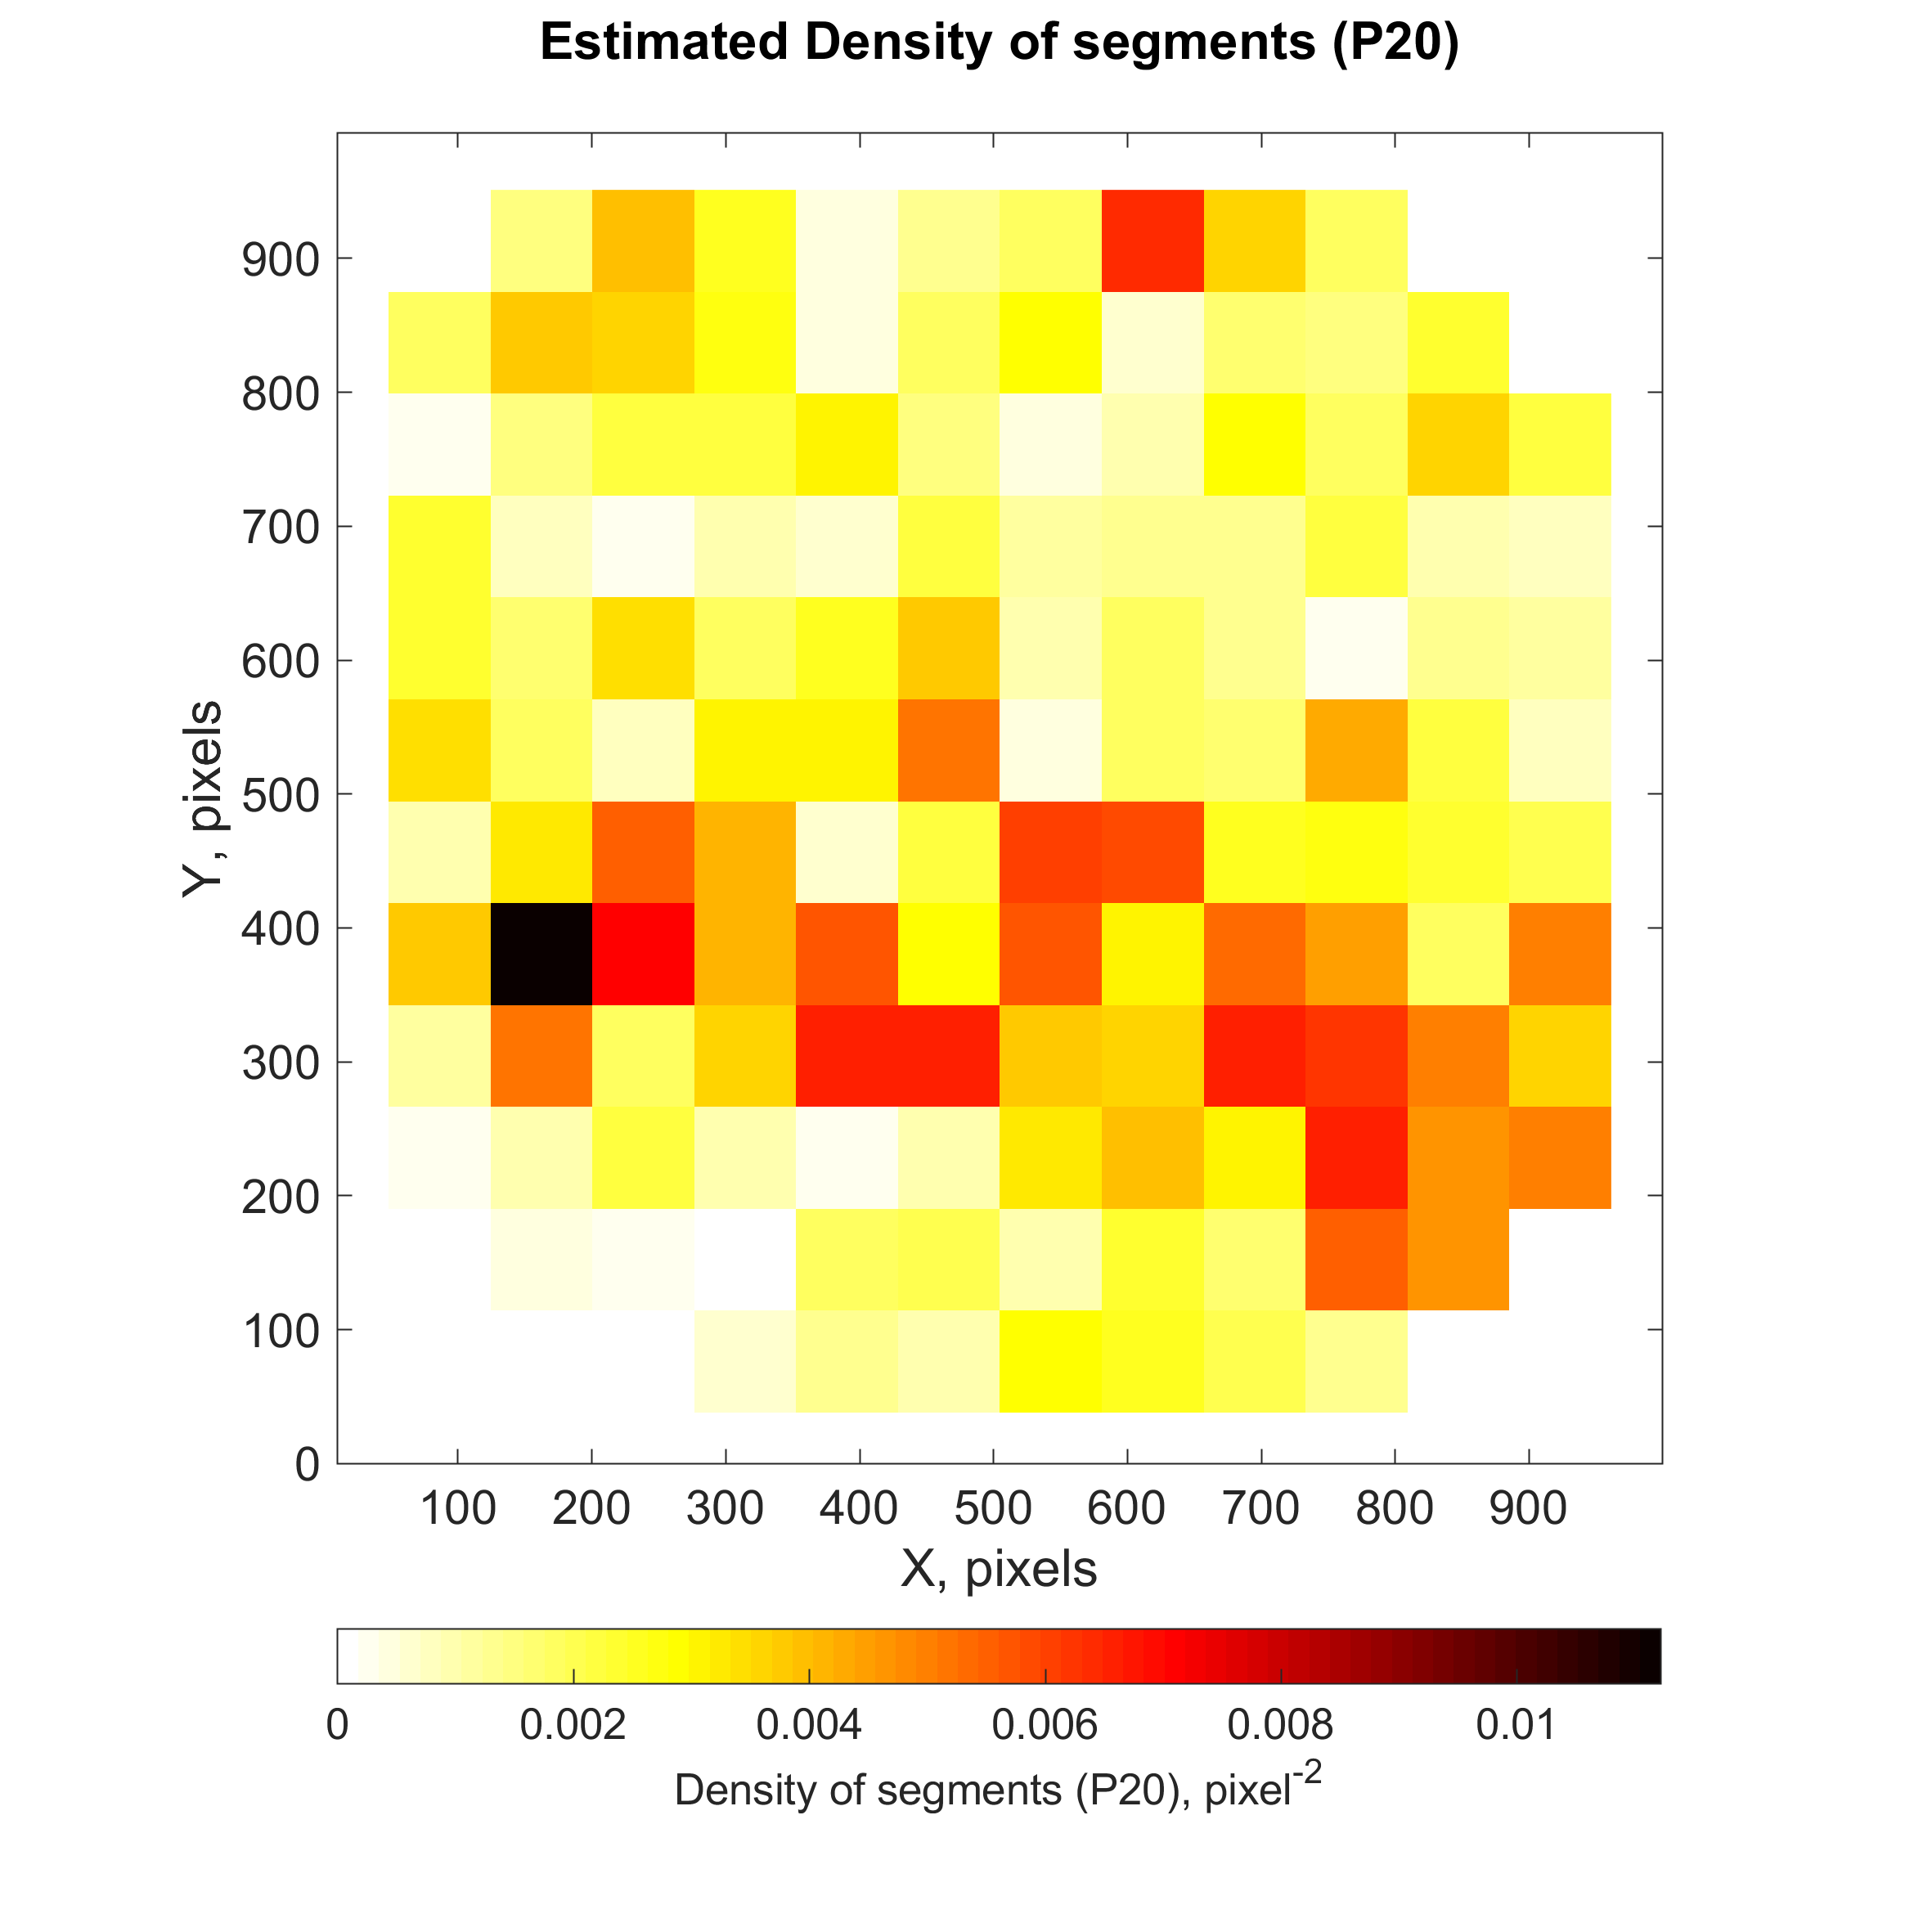 Estimated Density of segments (P20)
900
800
700
600
500
400
300
200
100
0
Y, pixels
100 200 300 400 500 600 700 800 900
X, pixels
0 0.002 0.004 0.006 0.008 0.01
Density of segments (P20), pixel⁻²